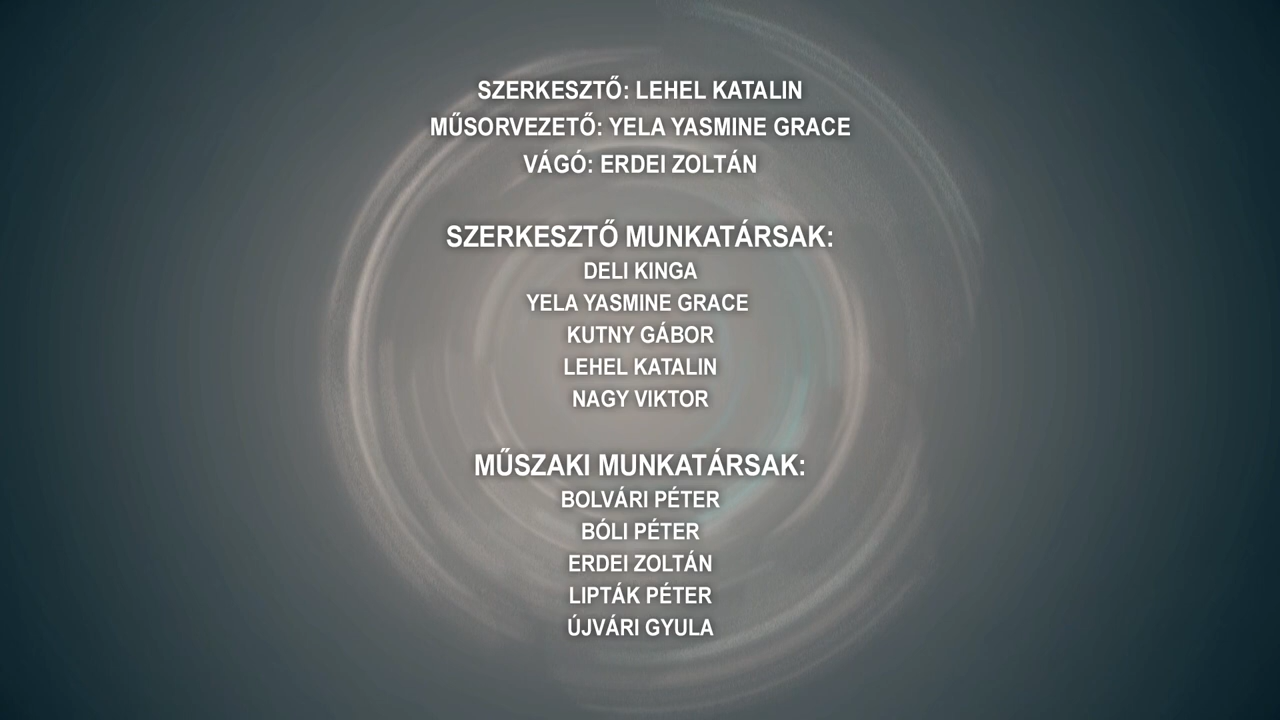 SZERKESZTŐ: LEHEL KATALIN
MŰSORVEZETŐ: YELA YASMINE GRACE
VÁGÓ: ERDEI ZOLTÁN
SZERKESZTŐ MUNKATÁRSAK:
DELI KINGA
YELA YASMINE GRACE
KUTNY GÁBOR
LEHEL KATALIN
NAGY VIKTOR
MŰSZAKI MUNKATÁRSAK:
BOLVÁRI PÉTER
BÓLI PÉTER
ERDEI ZOLTÁN
LIPTÁK PÉTER
ÚJVÁRI GYULA